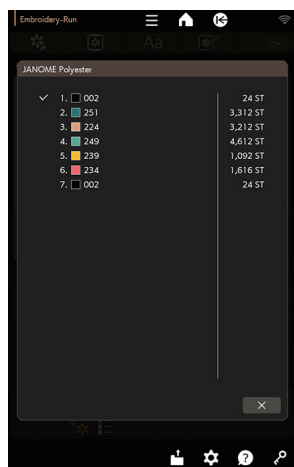 Embroidery-Run
Aa
JANOME Polyester
✓ 1. 002 24 ST
2. 251 3,312 ST
3. 224 3,212 ST
4. 249 4,612 ST
5. 239 1,092 ST
6. 234 1,616 ST
7. 002 24 ST